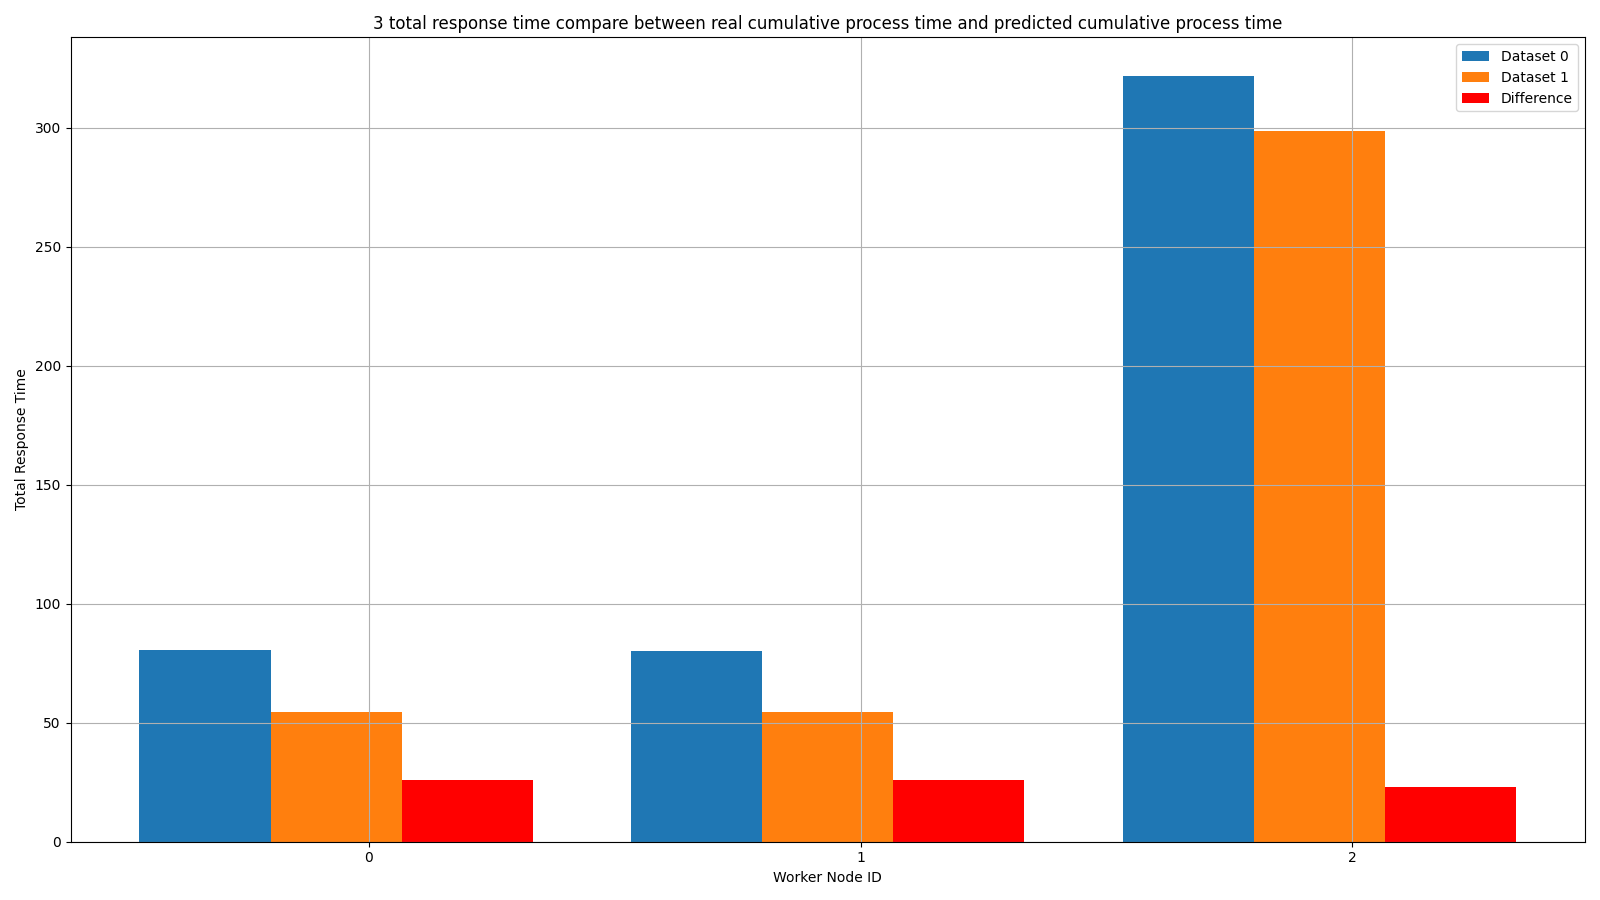 3 total response time compare between real cumulative process time and predicted cumulative process time
Dataset 0
Dataset 1
Difference
Total Response Time
300
250
200
150
100
50
0
0 1 2
Worker Node ID